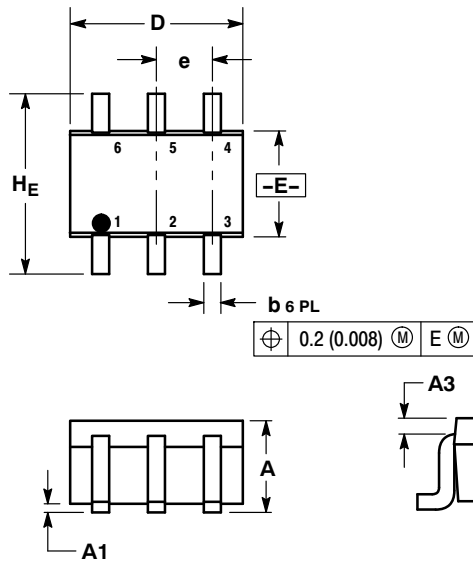 D
e
6 5 4
H_E
–E–
1 2 3
b 6 PL
⌖ 0.2 (0.008) Ⓜ E Ⓜ
A3
A
A1